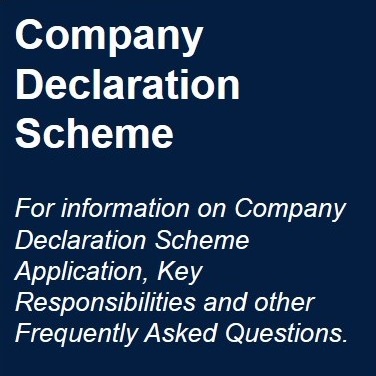 Company
Declaration
Scheme
For information on Company
Declaration Scheme
Application, Key
Responsibilities and other
Frequently Asked Questions.